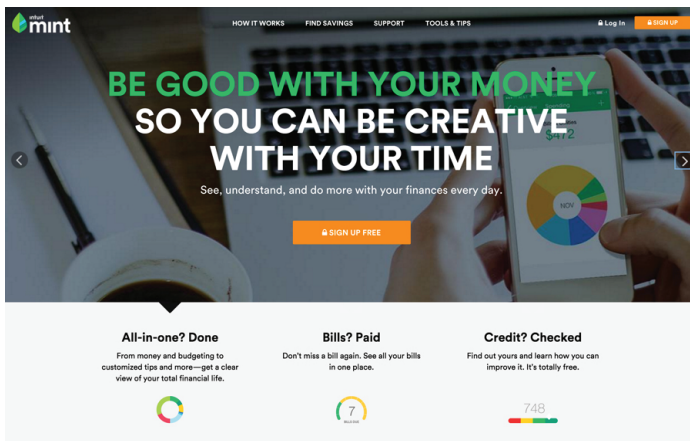 intuit
mint
HOW IT WORKS FIND SAVINGS SUPPORT TOOLS & TIPS Log In SIGN UP
BE GOOD WITH YOUR MONEY
SO YOU CAN BE CREATIVE
WITH YOUR TIME
$472
NOV
See, understand, and do more with your finances every day.
SIGN UP FREE
All-in-one? Done
From money and budgeting to
customized tips and more—get a clear
view of your total financial life.
Bills? Paid
Don't miss a bill again. See all your bills
in one place.
7
Credit? Checked
Find out yours and learn how you can
improve it. It's totally free.
748